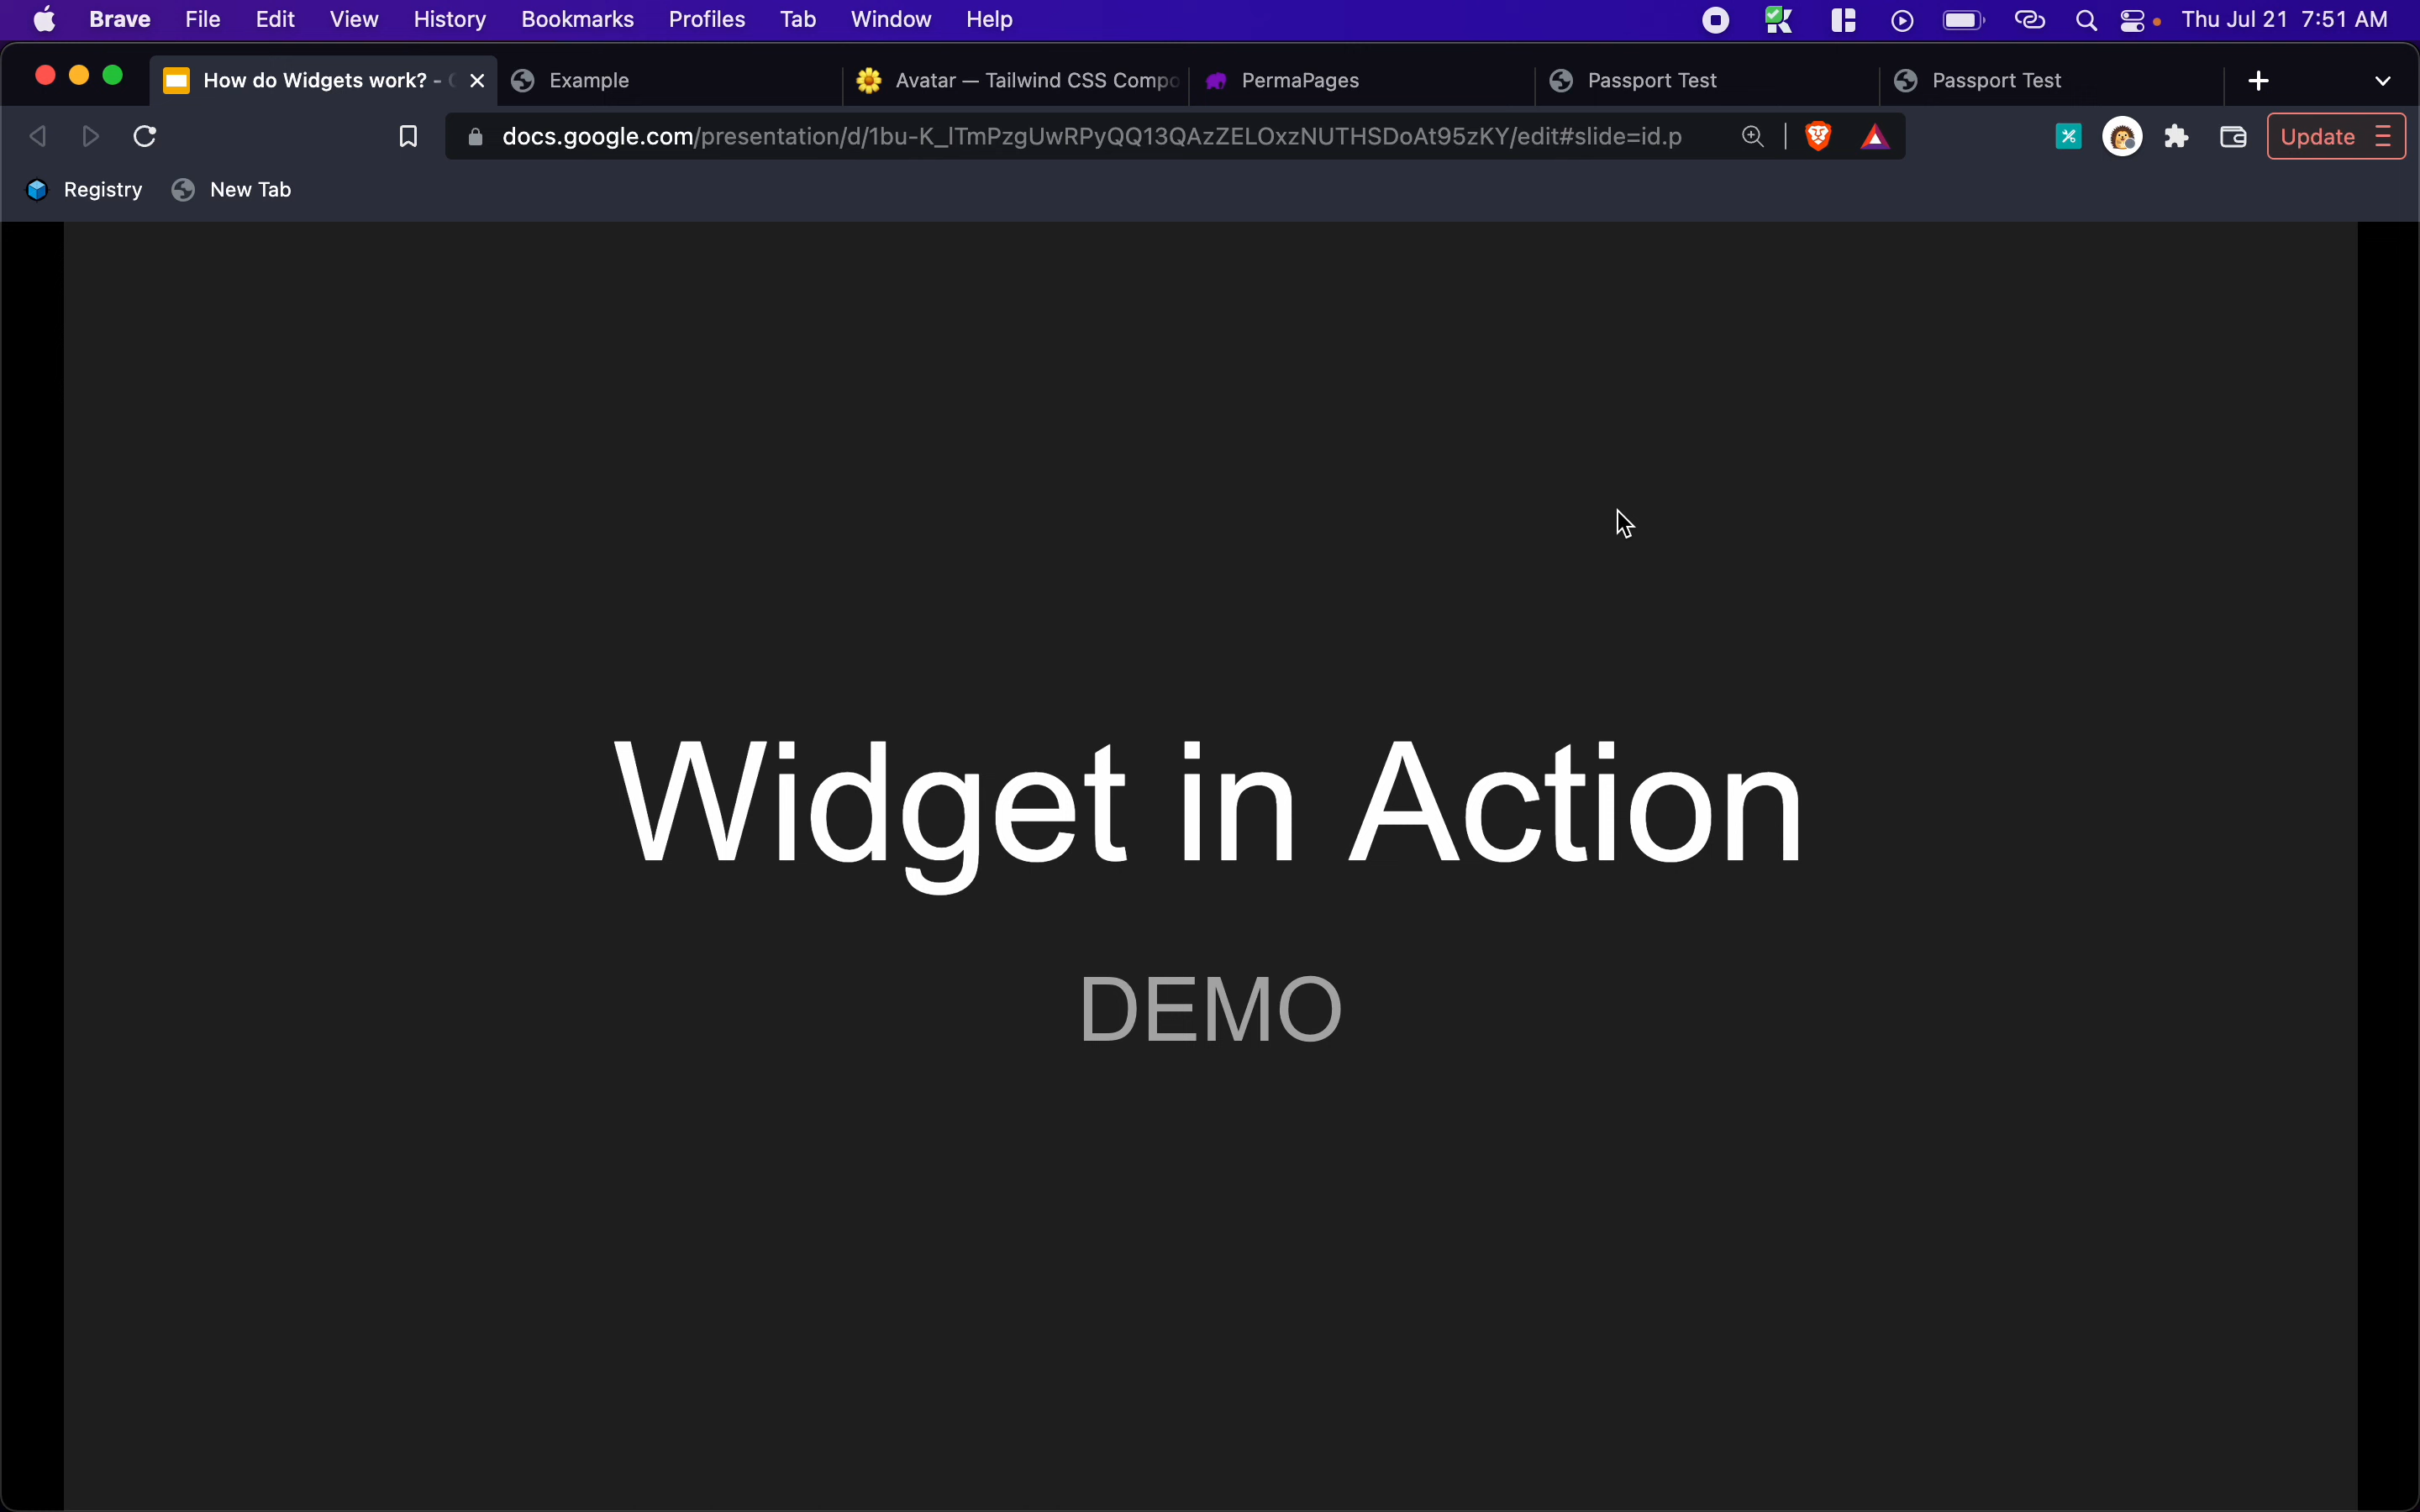 Brave File Edit View History Bookmarks Profiles Tab Window Help Thu Jul 21 7:51 AM
How do Widgets work? - Example Avatar — Tailwind CSS Compo PermaPages Passport Test Passport Test
docs.google.com/presentation/d/1bu-K_lTmPzgUwRPyQQ13QAzZELOxzNUTHSDoAt95zKY/edit#slide=id.p Update
Registry New Tab
Widget in Action
DEMO